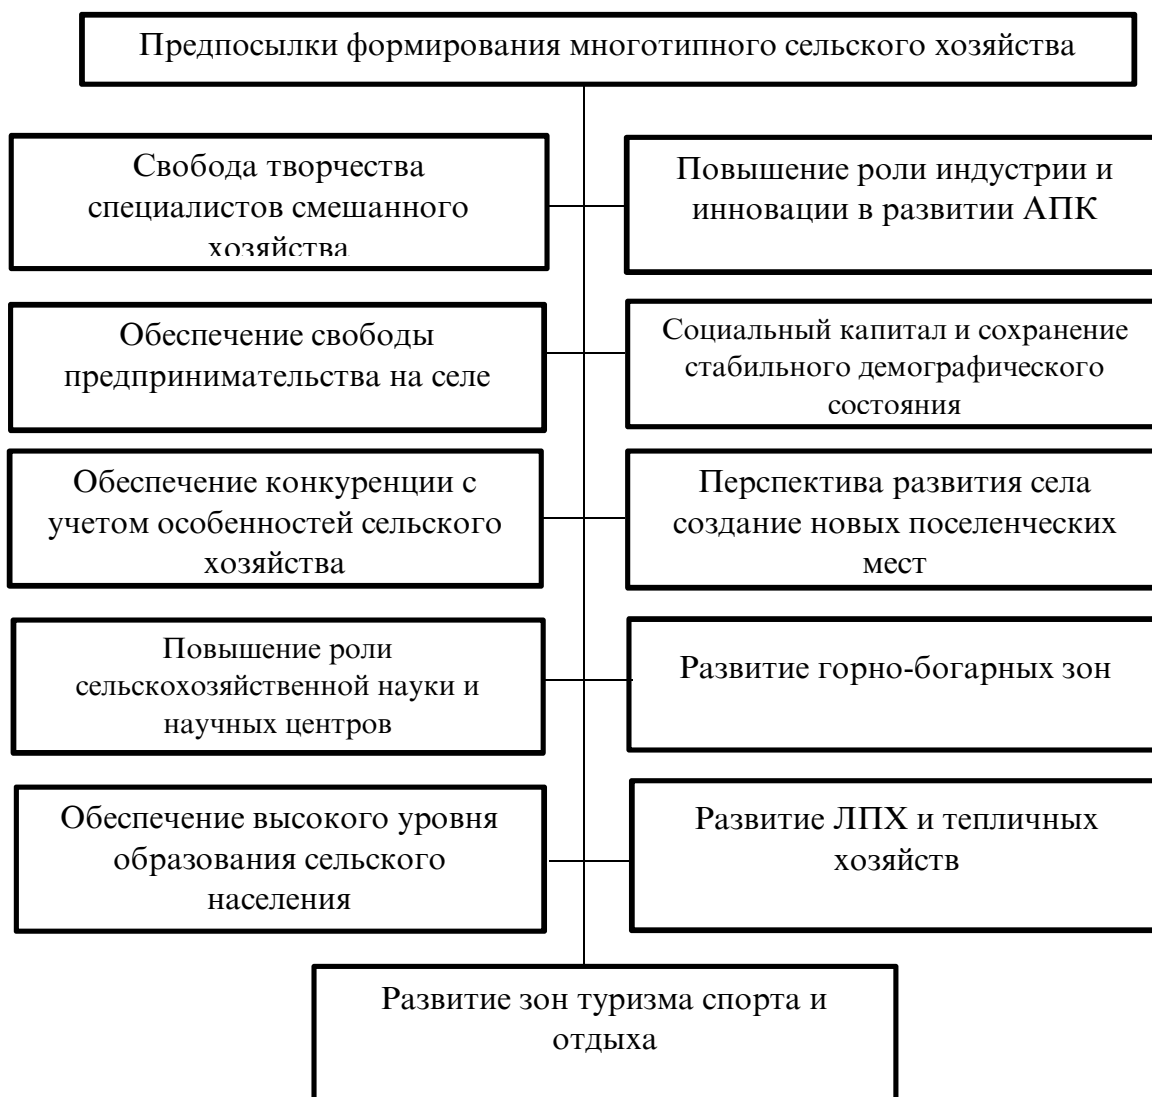 Предпосылки формирования многотипного сельского хозяйства
Свобода творчества
специалистов смешанного
хозяйства
Повышение роли индустрии и
инновации в развитии АПК
Обеспечение свободы
предпринимательства на селе
Социальный капитал и сохранение
стабильного демографического
состояния
Обеспечение конкуренции с
учетом особенностей сельского
хозяйства
Перспектива развития села
создание новых поселенческих
мест
Повышение роли
сельскохозяйственной науки и
научных центров
Развитие горно-богарных зон
Обеспечение высокого уровня
образования сельского
населения
Развитие ЛПХ и тепличных
хозяйств
Развитие зон туризма спорта и
отдыха